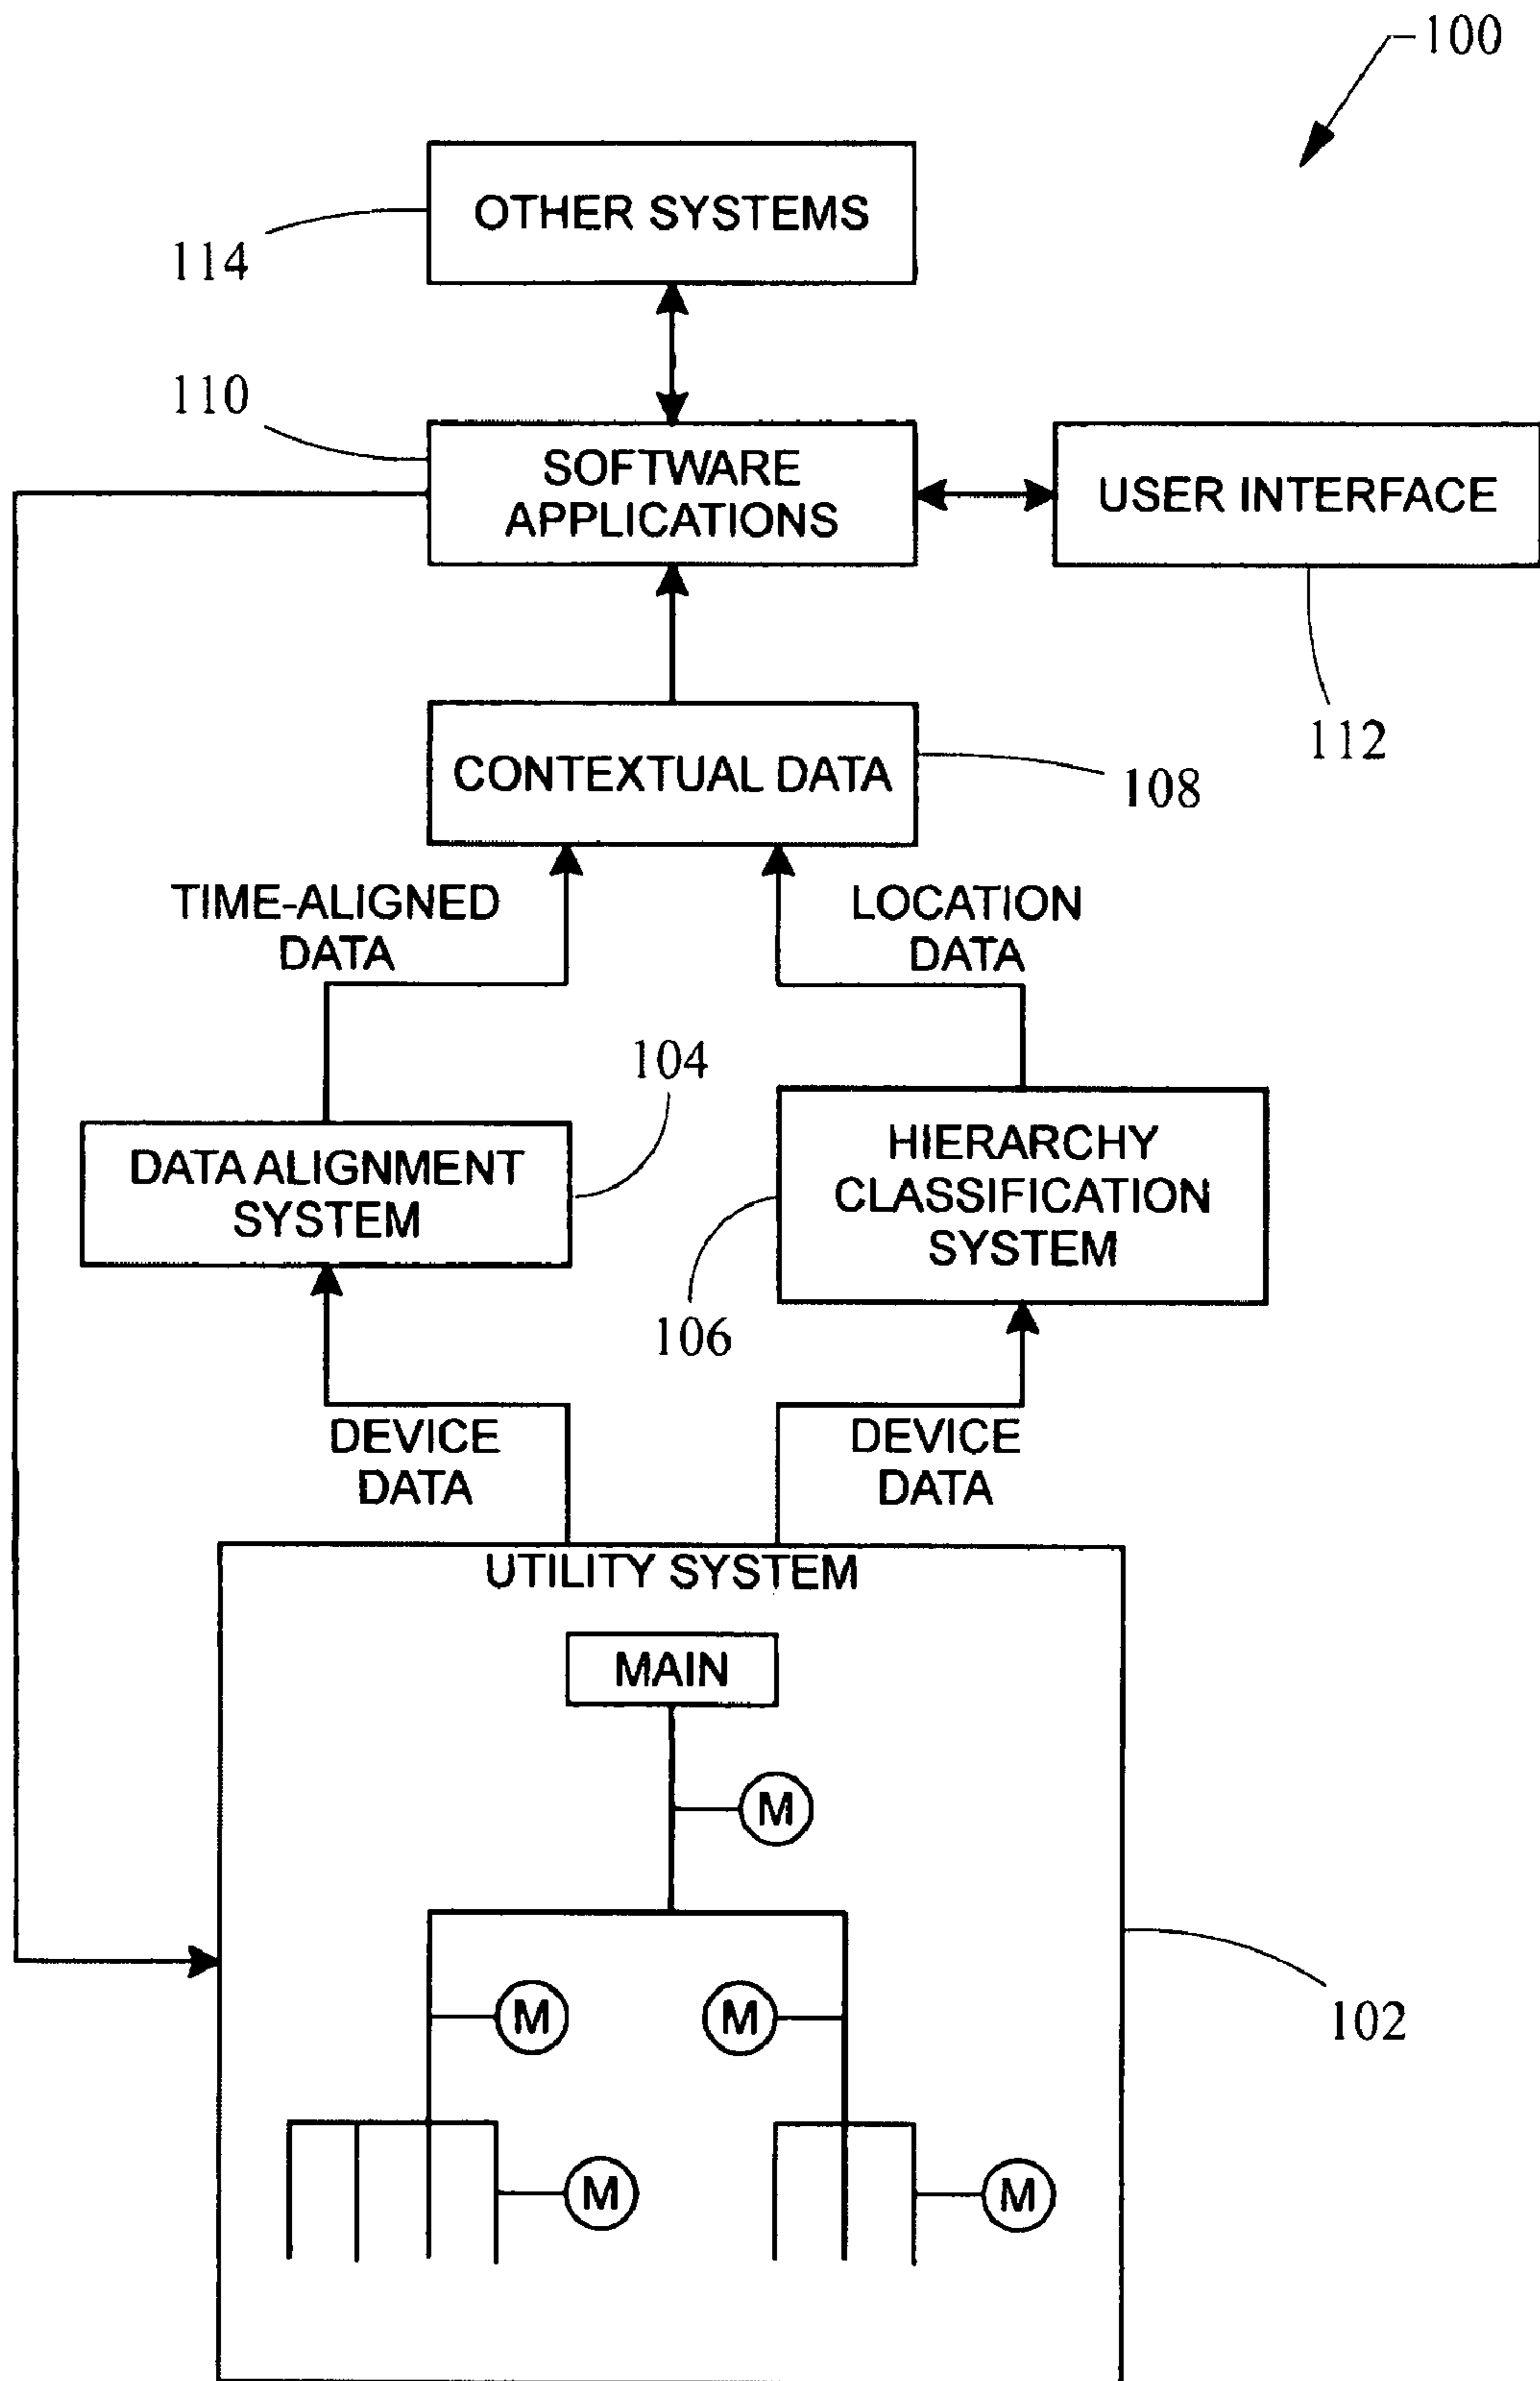 100
OTHER SYSTEMS
114
110
SOFTWARE
APPLICATIONS
USER INTERFACE
112
CONTEXTUAL DATA
108
TIME-ALIGNED
DATA
LOCATION
DATA
104
DATA ALIGNMENT
SYSTEM
HIERARCHY
CLASSIFICATION
SYSTEM
106
DEVICE
DATA
DEVICE
DATA
UTILITY SYSTEM
MAIN
M
M
M
102
M
M